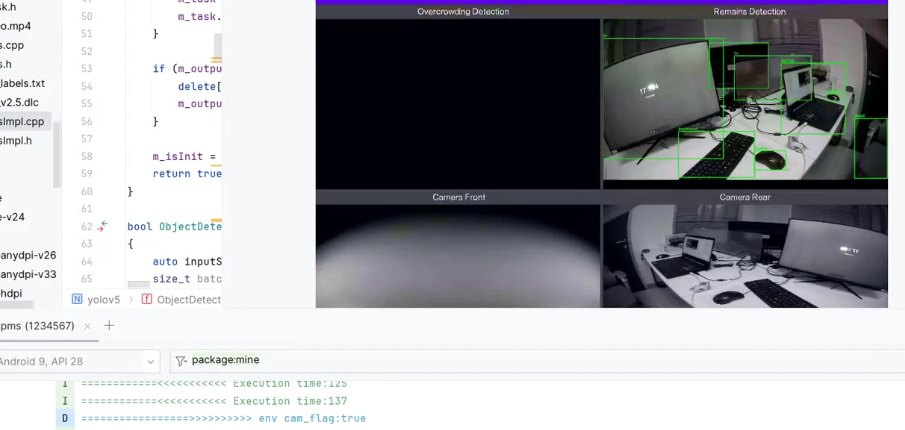 sk.h
eo.mp4
s.cpp
s.h
_labels.txt
_v2.5.dlc
sImpl.cpp
sImpl.h
e
e-v24
-anydpi-v26
-anydpi-v33
-hdpi
50 m_task.
51 }
52
53 if (m_outpu
54 delete[
55 m_outpu
56 }
57
58 m_isInit =
59 return true
60 }
61
62 bool ObjectDete
63 {
64 auto inputS
65 size_t batc
N yolov5 > f ObjectDetect
Overcrowding Detection
Remains Detection
Camera Front
Camera Rear
pms (1234567) × +
Android 9, API 28
package:mine
I ============<<<<<<<<<<< Execution time:125
I ============<<<<<<<<<<< Execution time:137
D =================>>>>>>>>>> env cam_flag:true